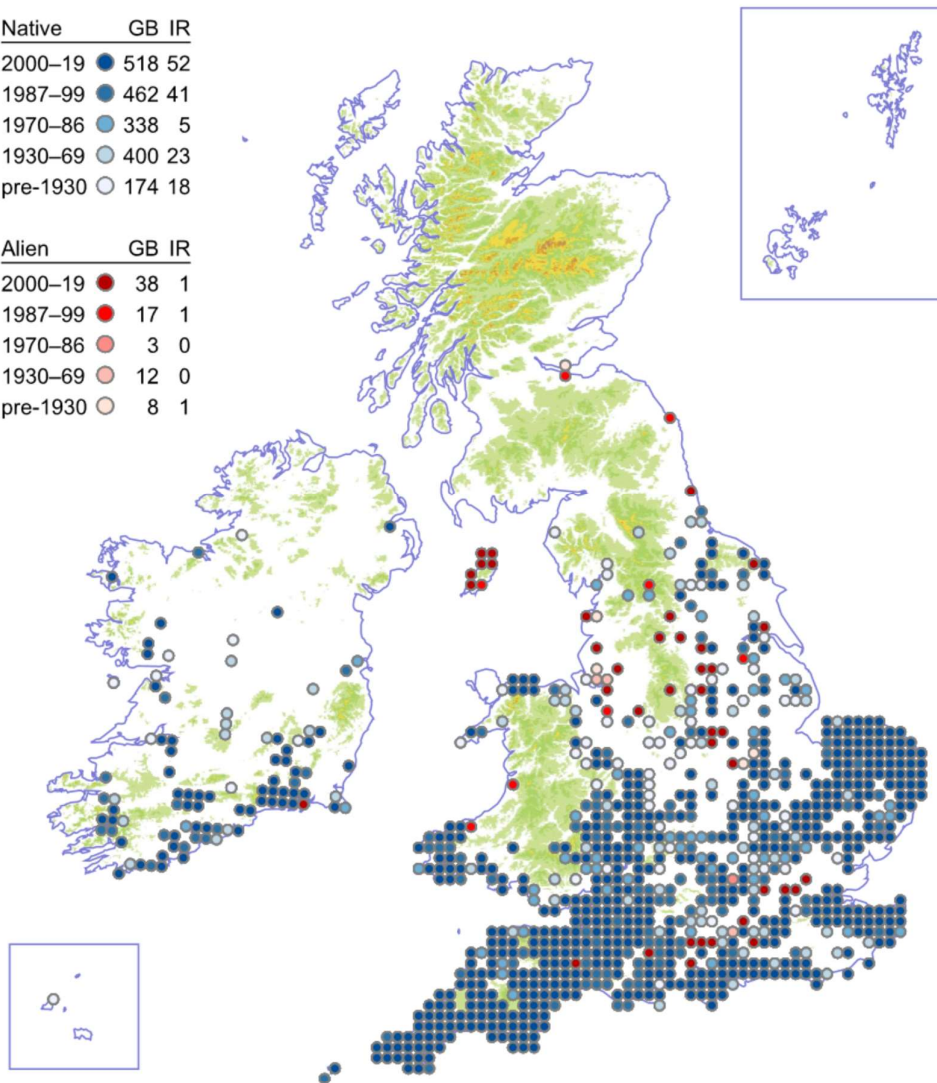 Native GB IR
2000–19 518 52
1987–99 462 41
1970–86 338 5
1930–69 400 23
pre-1930 174 18
Alien GB IR
2000–19 38 1
1987–99 17 1
1970–86 3 0
1930–69 12 0
pre-1930 8 1